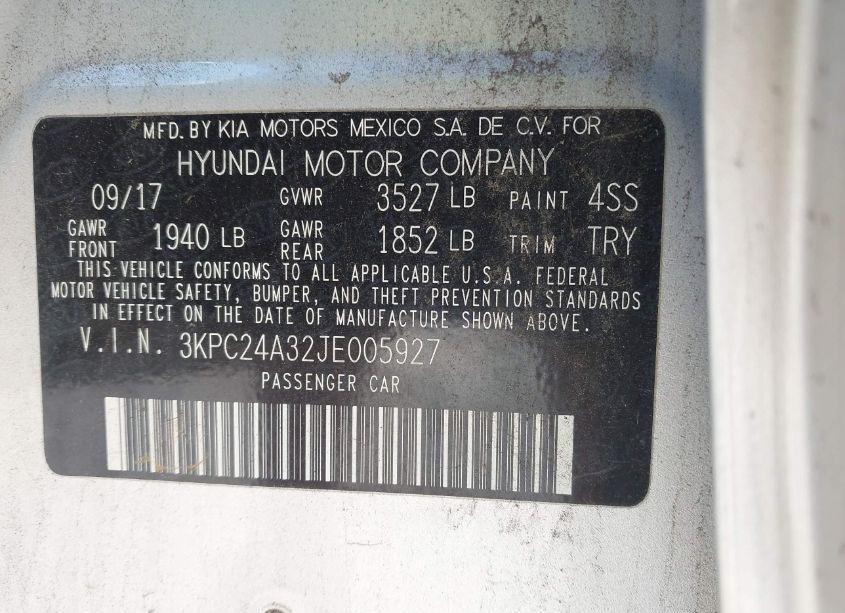 MFD. BY KIA MOTORS MEXICO S.A. DE C.V. FOR
HYUNDAI MOTOR COMPANY
09/17 GVWR 3527 LB PAINT 4SS
GAWR FRONT 1940 LB GAWR REAR 1852 LB TRIM TRY
THIS VEHICLE CONFORMS TO ALL APPLICABLE U.S.A. FEDERAL
MOTOR VEHICLE SAFETY, BUMPER, AND THEFT PREVENTION STANDARDS
IN EFFECT ON THE DATE OF MANUFACTURE SHOWN ABOVE.
V.I.N. 3KPC24A32JE005927
PASSENGER CAR